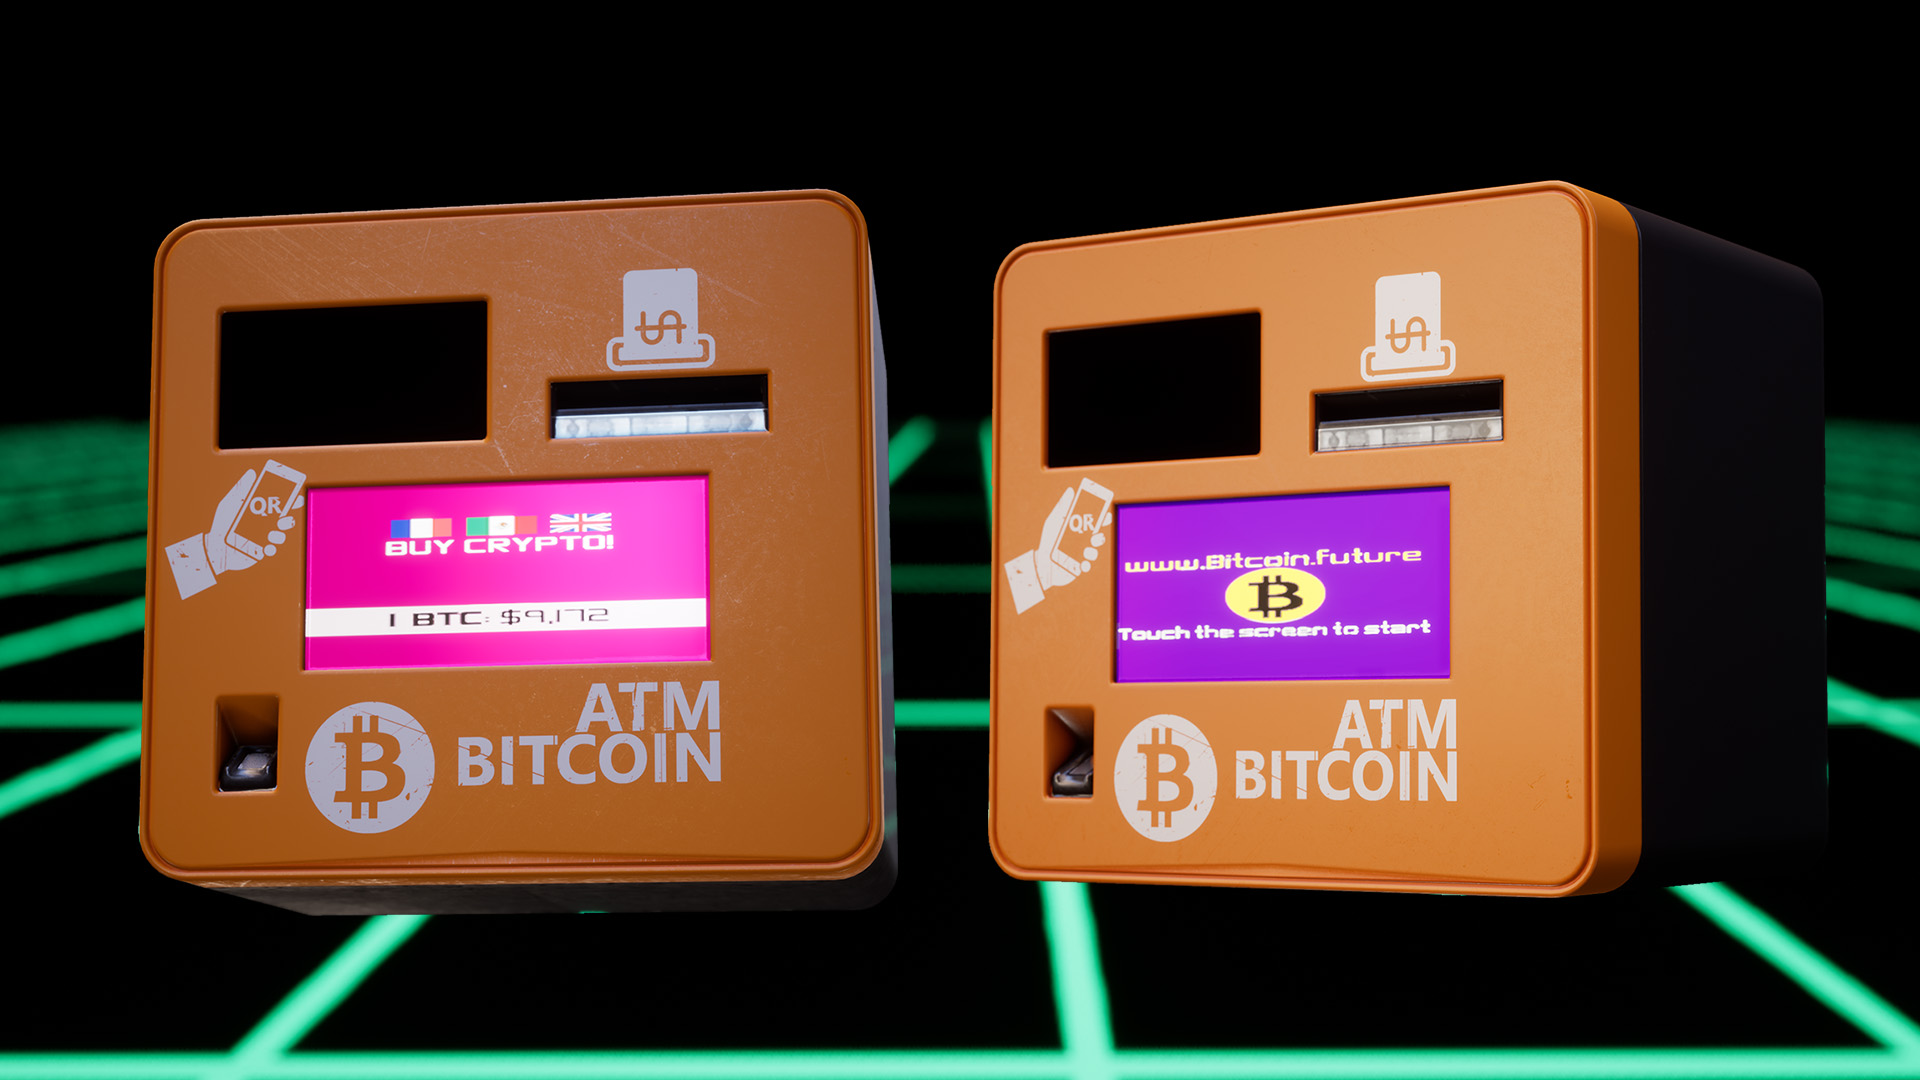 QR
BUY CRYPTO!
1 BTC: $9,172
ATM
BITCOIN
QR
www.Bitcoin.future
Touch the screen to start
ATM
BITCOIN